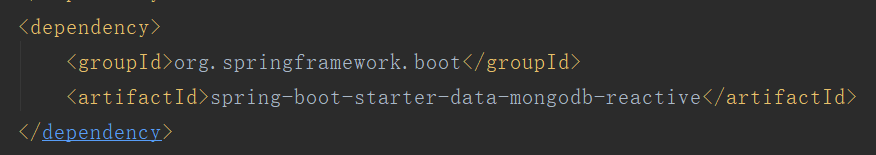 <dependency>
<groupId>org.springframework.boot</groupId>
<artifactId>spring-boot-starter-data-mongodb-reactive</artifactId>
</dependency>